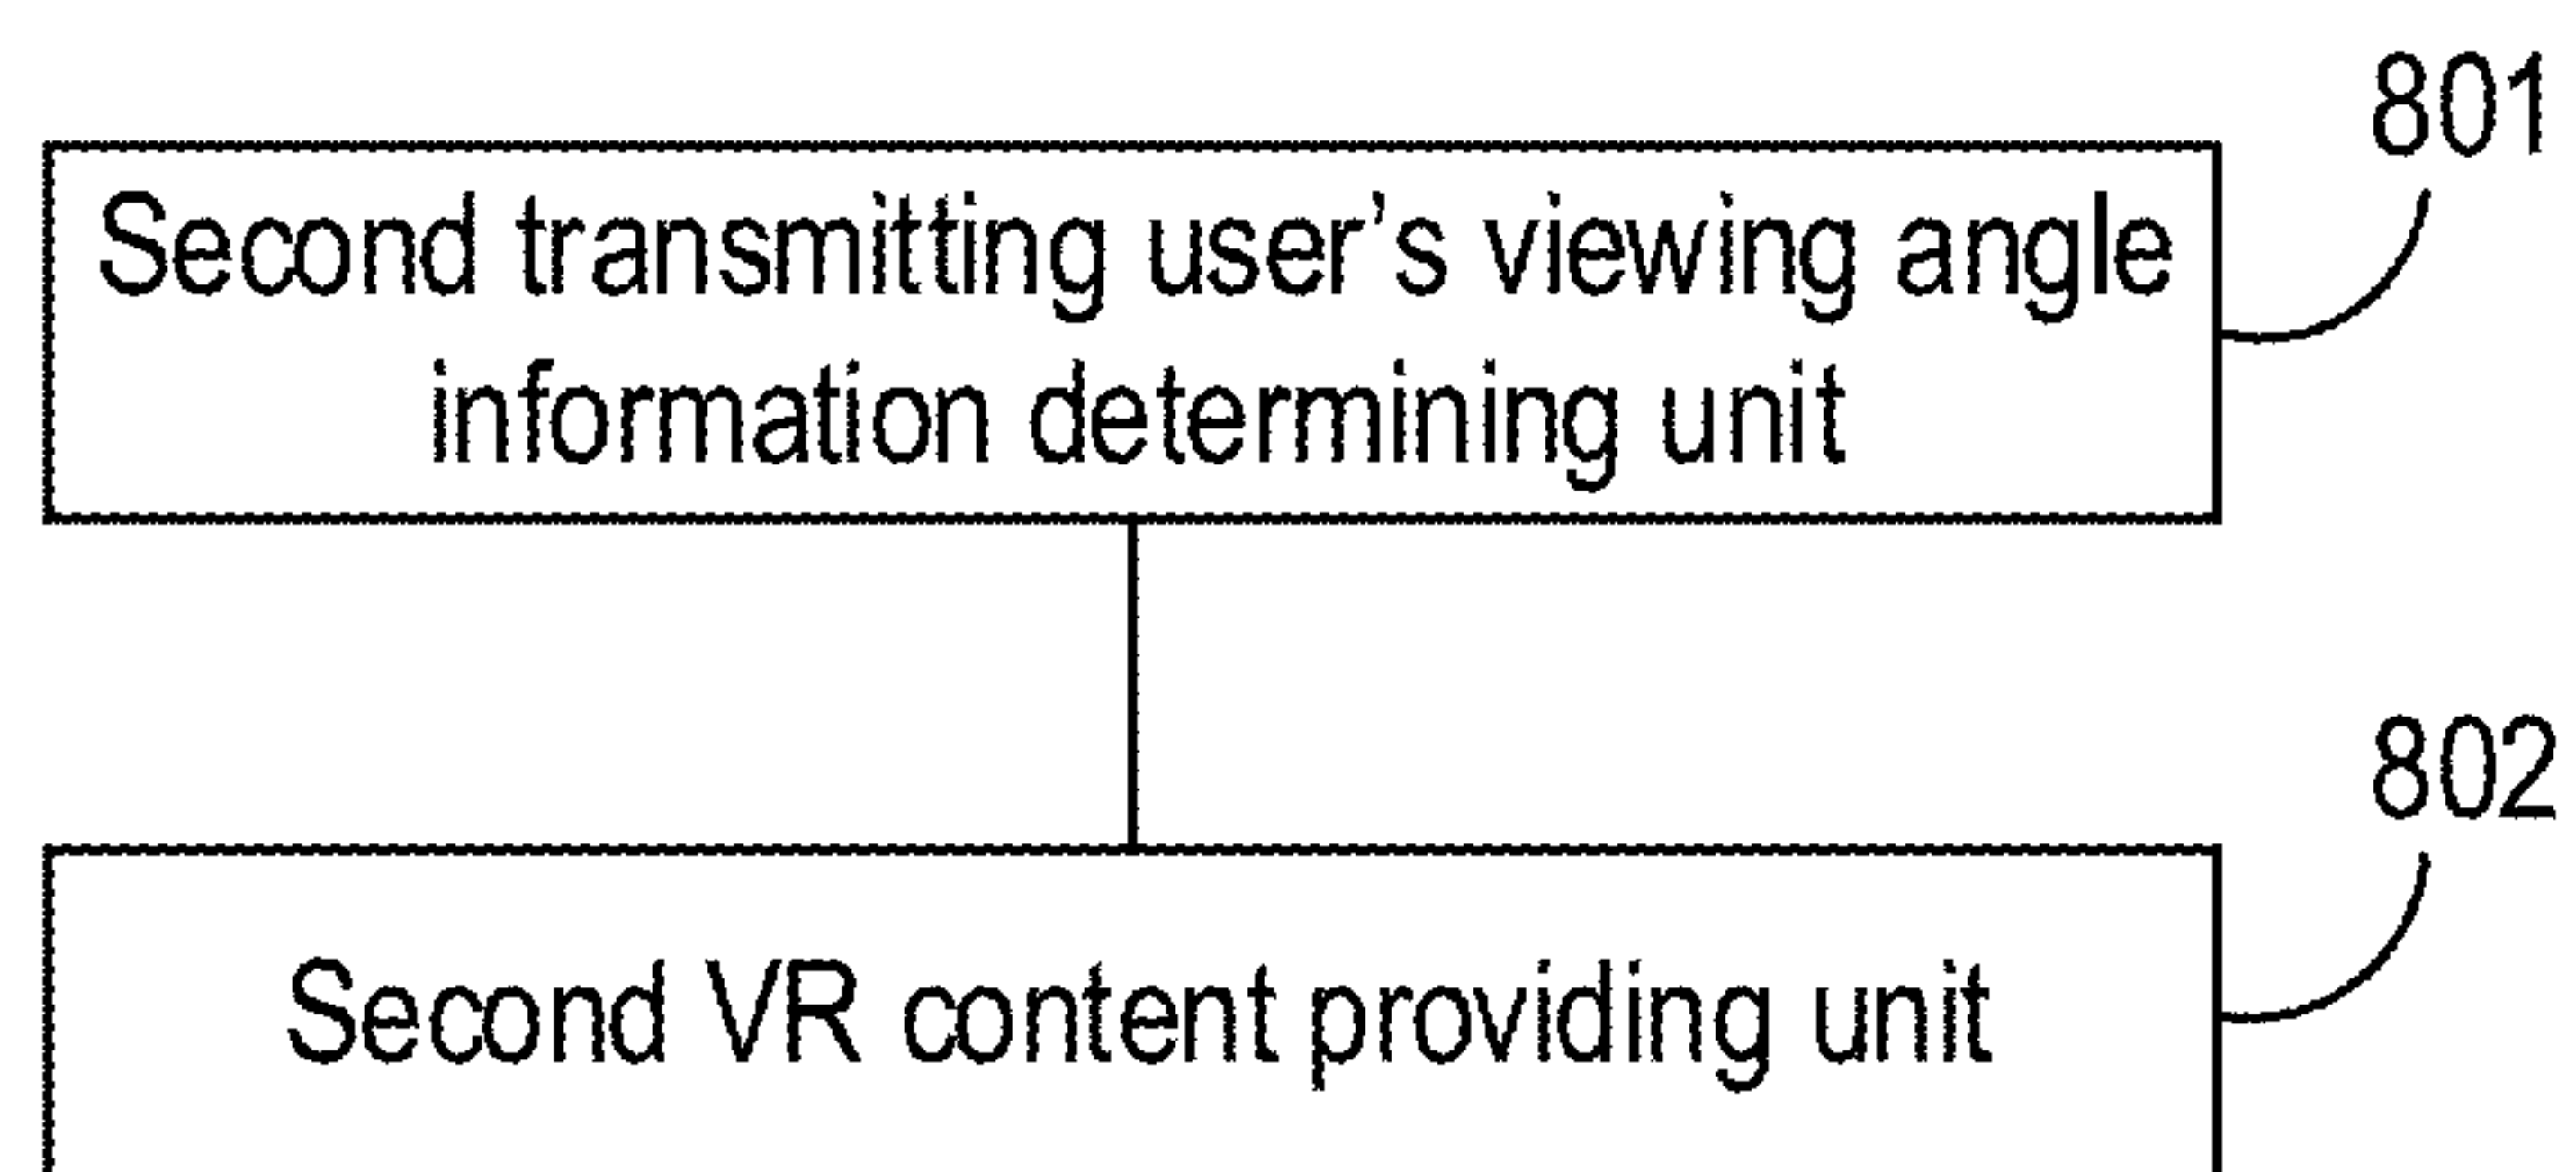 801
Second transmitting user’s viewing angle
information determining unit
802
Second VR content providing unit